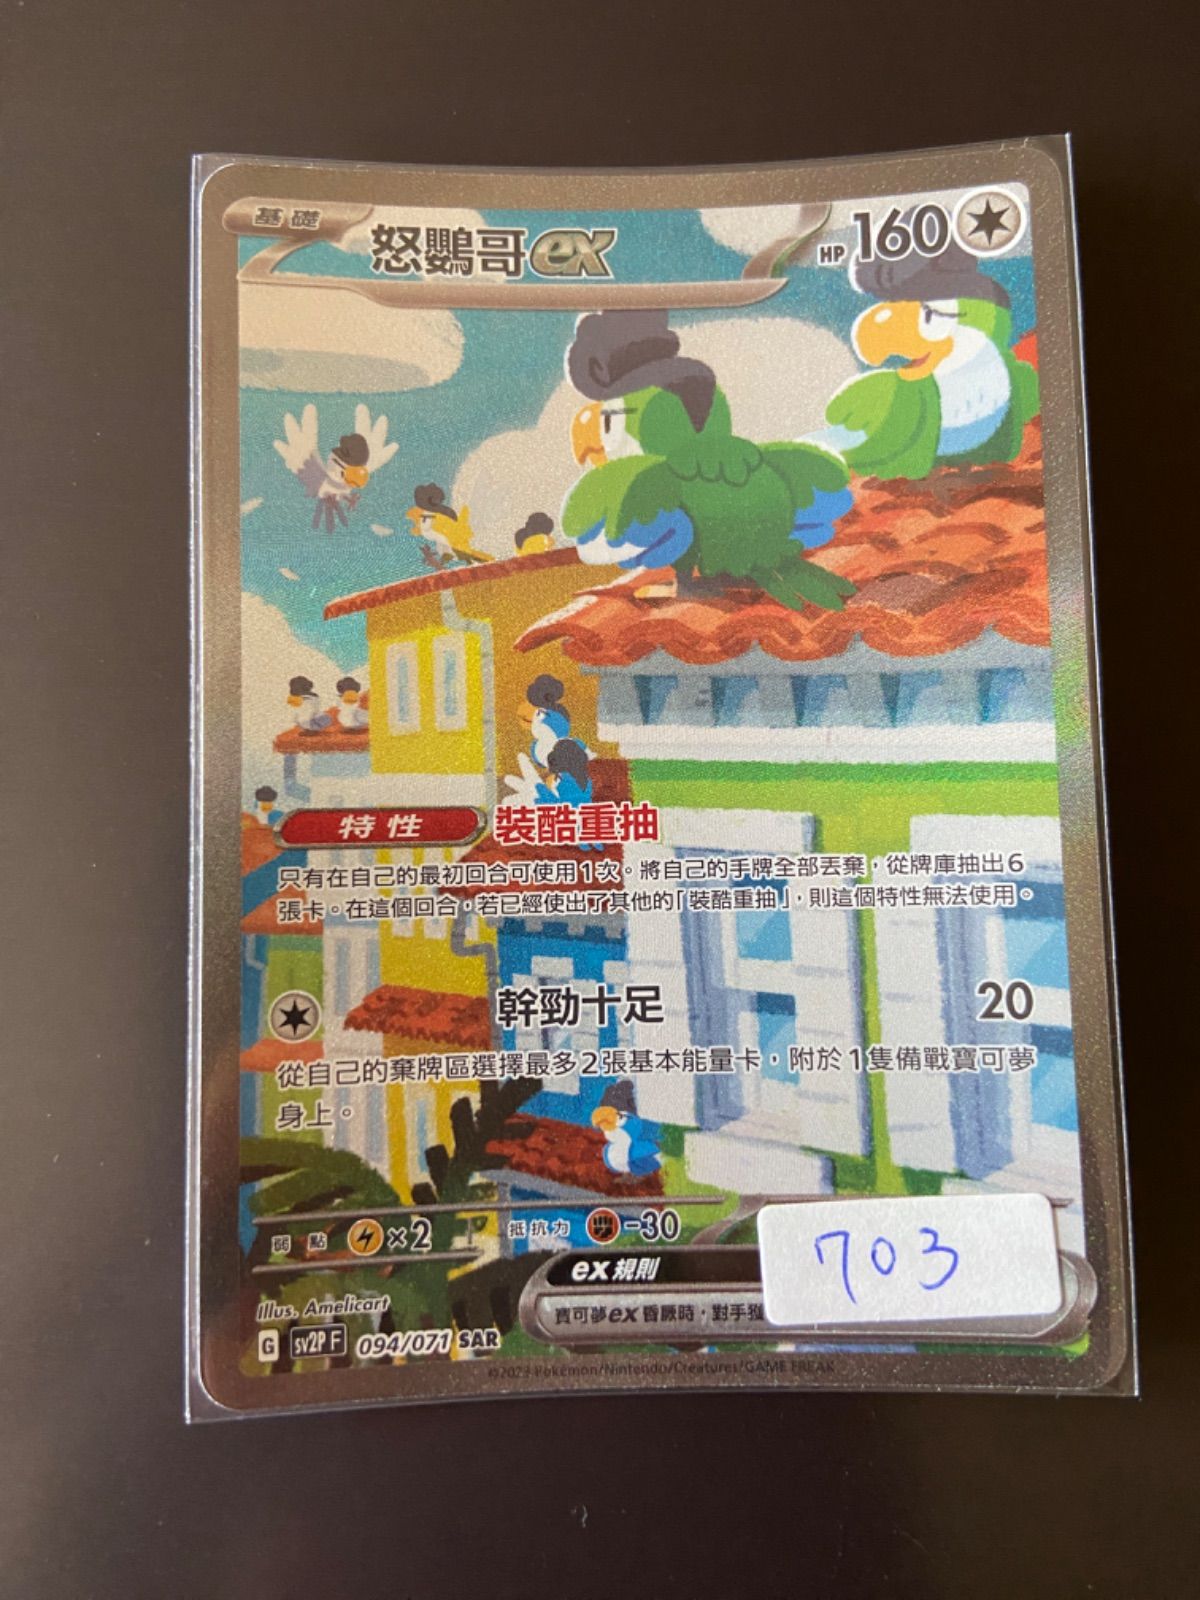 基礎
怒鸚哥ex
HP 160
特性 裝酷重抽
只有在自己的最初回合可使用1次。將自己的手牌全部丟棄，從牌庫抽出6
張卡。在這個回合，若已經使出了其他的「裝酷重抽」，則這個特性無法使用。
幹勁十足 20
從自己的棄牌區選擇最多2張基本能量卡，附於1隻備戰寶可夢
身上。
弱點 ×2 抵抗力 -30
703
ex規則
寶可夢ex昏厥時，對手獲
Illus. Amelicart
G sv2P F 094/071 SAR
©2023 Pokémon/Nintendo/Creatures/GAME FREAK